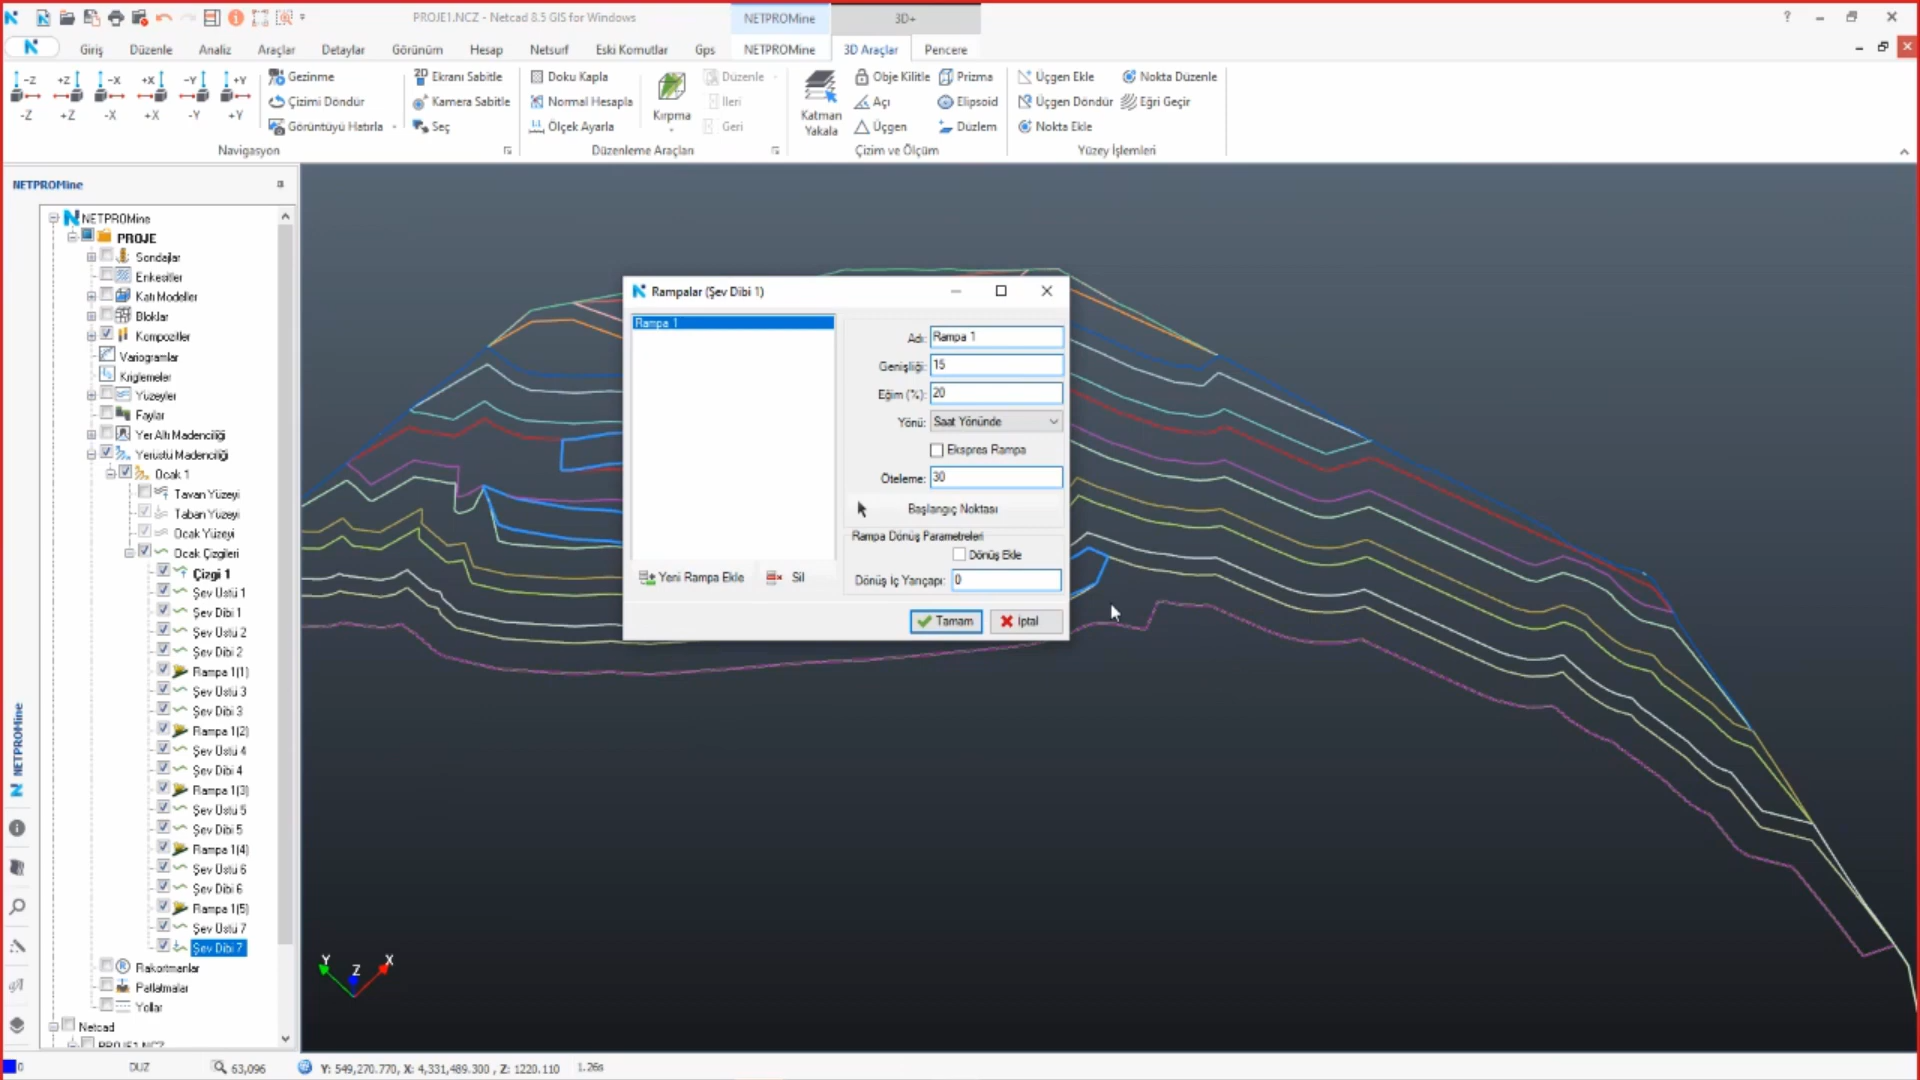 PROJE1.NCZ - Netcad 8.5 GIS for Windows
NETPROMine
3D+
Giriş
Düzenle
Analiz
Araçlar
Detaylar
Görünüm
Hesap
Netsurf
Eski Komutlar
Gps
NETPROMine
3D Araçlar
Pencere
-Z
+Z
-X
+X
-Y
+Y
-Z
+Z
-X
+X
-Y
+Y
Gezinme
Çizimi Döndür
Görüntüyü Hatırla
2D Ekranı Sabitle
Kamera Sabitle
Seç
Navigasyon
Doku Kapla
Normal Hesapla
Ölçek Ayarla
Kırpma
Düzenle
İleri
Geri
Düzenleme Araçları
Katman
Yakala
Obje Kilitle
Açı
Üçgen
Prizma
Elipsoid
Düzlem
Çizim ve Ölçüm
Üçgen Ekle
Üçgen Döndür
Nokta Ekle
Nokta Düzenle
Eğri Geçir
Yüzey İşlemleri
NETPROMine
NETPROMine
PROJE
Sondajlar
Enkesitler
Katı Modeller
Bloklar
Kompozitler
Variogramlar
Kriglemeler
Yüzeyler
Faylar
Yer Altı Madenciliği
Yerüstü Madenciliği
Ocak 1
Tavan Yüzeyi
Taban Yüzeyi
Ocak Yüzeyi
Ocak Çizgileri
Çizgi 1
Şev Üstü 1
Şev Dibi 1
Şev Üstü 2
Şev Dibi 2
Rampa 1(1)
Şev Üstü 3
Şev Dibi 3
Rampa 1(2)
Şev Üstü 4
Şev Dibi 4
Rampa 1(3)
Şev Üstü 5
Şev Dibi 5
Rampa 1(4)
Şev Üstü 6
Şev Dibi 6
Rampa 1(5)
Şev Üstü 7
Şev Dibi 7
Rakortmanlar
Patlatmalar
Yollar
Netcad
PROJE1.NCZ
NETPROMine
Rampalar (Şev Dibi 1)
Rampa 1
Yeni Rampa Ekle
Sil
Adı: Rampa 1
Genişliği: 15
Eğim (%): 20
Yönü: Saat Yönünde
Ekspres Rampa
Öteleme: 30
Başlangıç Noktası
Rampa Dönüş Parametreleri
Dönüş Ekle
Dönüş İç Yarıçapı: 0
Tamam
İptal
Y
Z
X
0
DUZ
63,096
Y: 549,270.770, X: 4,331,489.300 , Z: 1220.110
1.26s